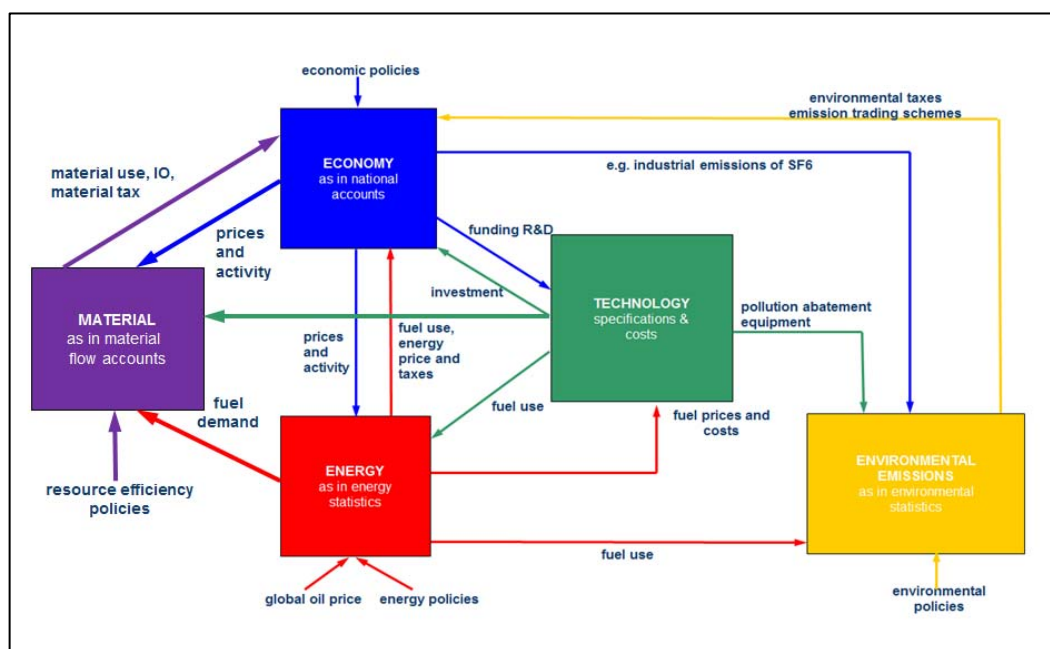 economic policies
environmental taxes
emission trading schemes
ECONOMY
as in national
accounts
e.g. industrial emissions of SF6
material use, IO,
material tax
prices
and
activity
funding R&D
investment
TECHNOLOGY
specifications &
costs
pollution abatement
equipment
MATERIAL
as in material
flow accounts
prices
and
activity
fuel use,
energy
price and
taxes
fuel
demand
fuel use
fuel prices and
costs
ENERGY
as in energy
statistics
ENVIRONMENTAL
EMISSIONS
as in environmental
statistics
resource efficiency
policies
fuel use
global oil price
energy policies
environmental
policies